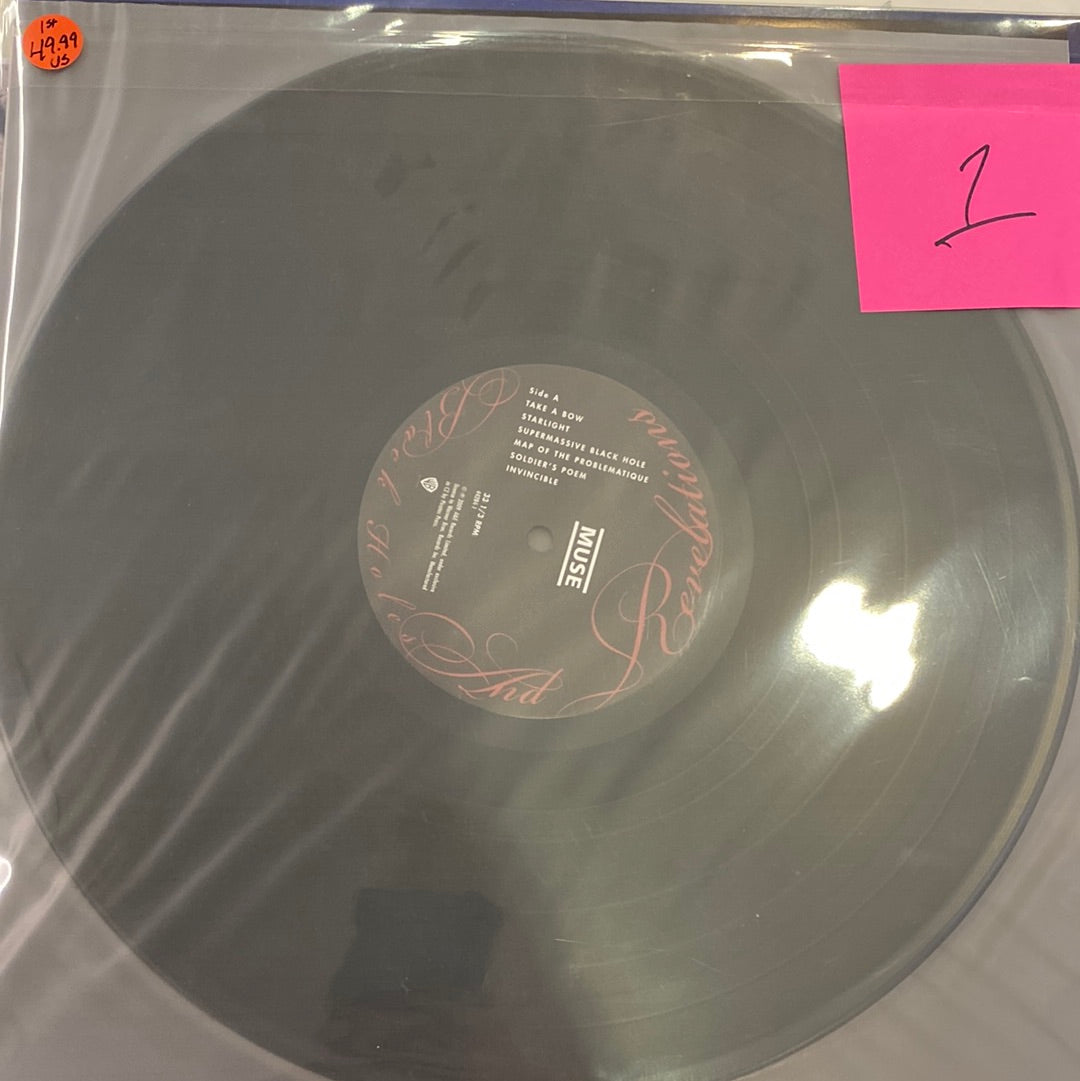 1st
49.99
US
1
Side A
TAKE A BOW
STARLIGHT
SUPERMASSIVE BLACK HOLE
MAP OF THE PROBLEMATIQUE
SOLDIER'S POEM
INVINCIBLE
33 1/3 RPM
MUSE
Black Holes
And
Revelations